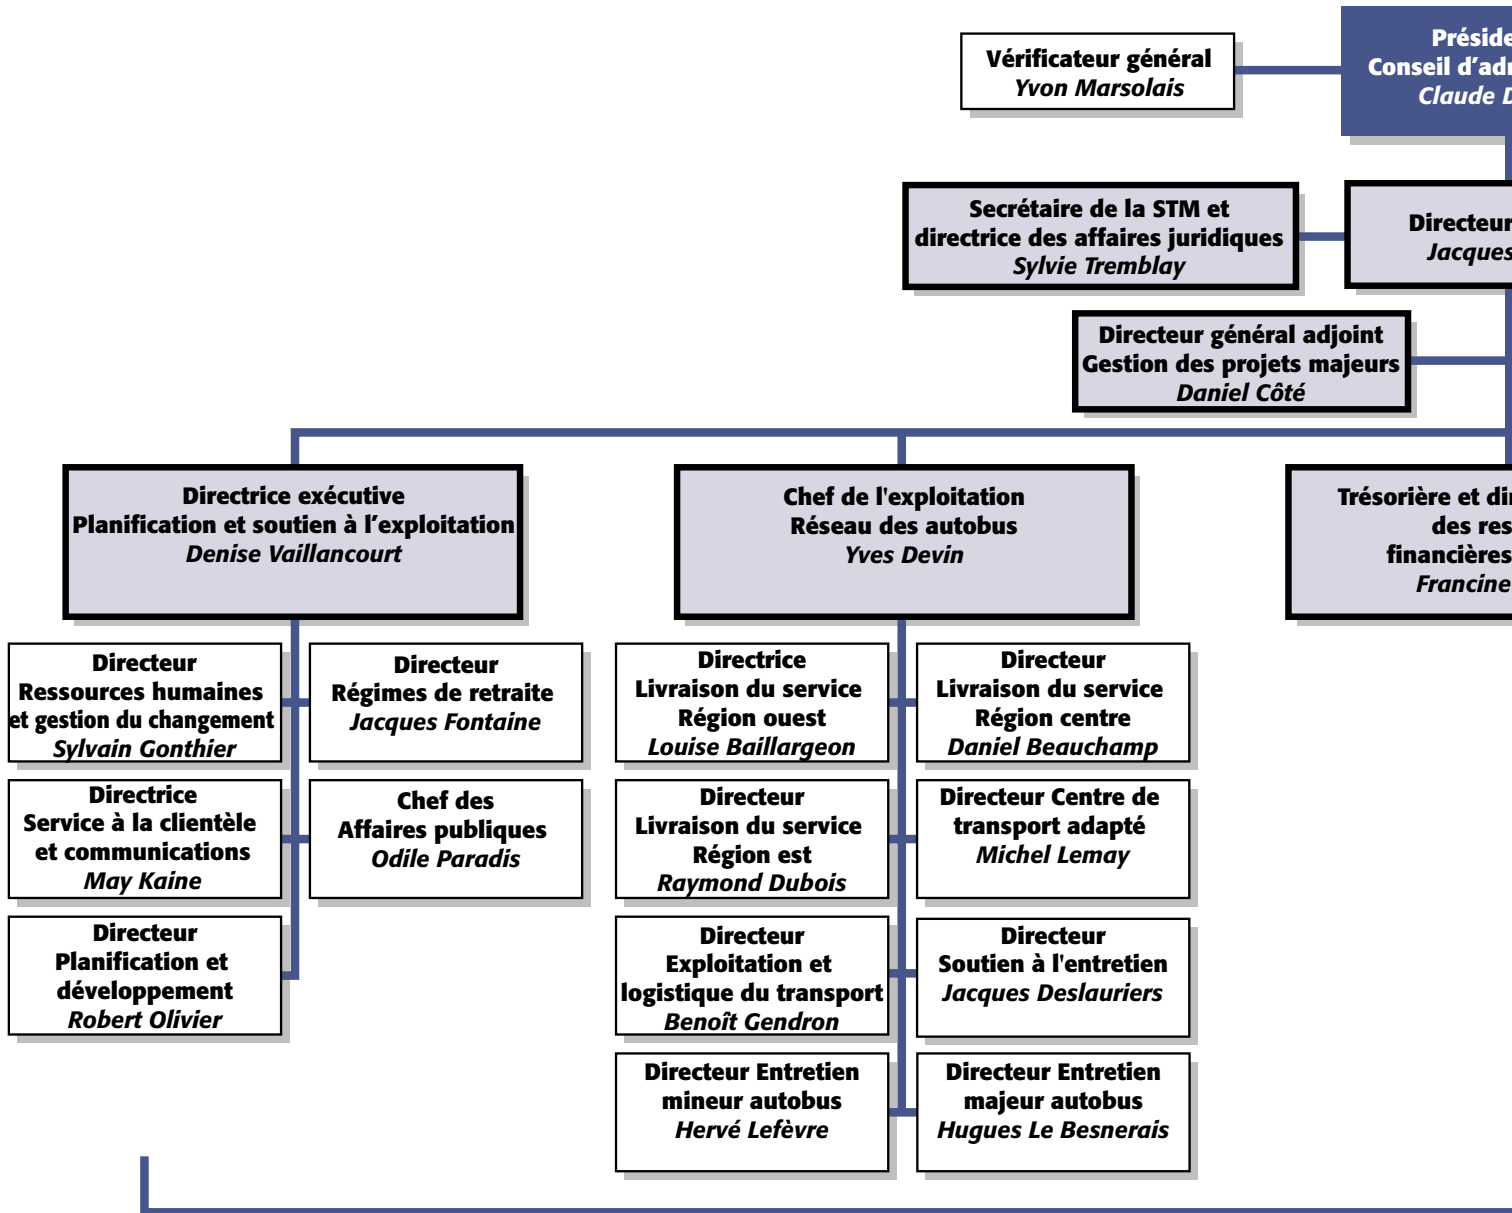 Vérificateur général
Yvon Marsolais
Conseil
Claude
Secrétaire de la STM et
directrice des affaires juridiques
Sylvie Tremblay
Directeur
Jacques
Directeur général adjoint
Gestion des projets majeurs
Daniel Côté
Directrice exécutive
Planification et soutien à l’exploitation
Denise Vaillancourt
Chef de l'exploitation
Réseau des autobus
Yves Devin
Trésorière et
des
financières
Francine
Directeur
Ressources humaines
et gestion du changement
Sylvain Gonthier
Directeur
Régimes de retraite
Jacques Fontaine
Directrice
Service à la clientèle
et communications
May Kaine
Chef des
Affaires publiques
Odile Paradis
Directeur
Planification et
développement
Robert Olivier
Directrice
Livraison du service
Région ouest
Louise Baillargeon
Directeur
Livraison du service
Région centre
Daniel Beauchamp
Directeur
Livraison du service
Région est
Raymond Dubois
Directeur Centre de
transport adapté
Michel Lemay
Directeur
Exploitation et
logistique du transport
Benoît Gendron
Directeur
Soutien à l'entretien
Jacques Deslauriers
Directeur Entretien
mineur autobus
Hervé Lefèvre
Directeur Entretien
majeur autobus
Hugues Le Besnerais